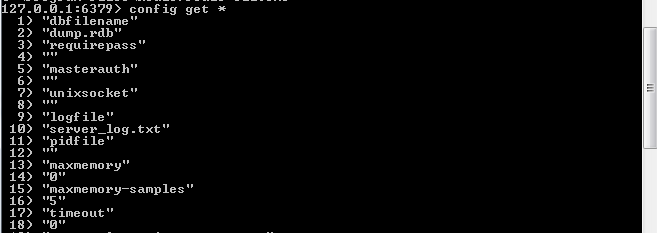 127.0.0.1:6379> config get *
1) "dbfilename"
2) "dump.rdb"
3) "requirepass"
4) ""
5) "masterauth"
6) ""
7) "unixsocket"
8) ""
9) "logfile"
10) "server_log.txt"
11) "pidfile"
12) ""
13) "maxmemory"
14) "0"
15) "maxmemory-samples"
16) "5"
17) "timeout"
18) "0"